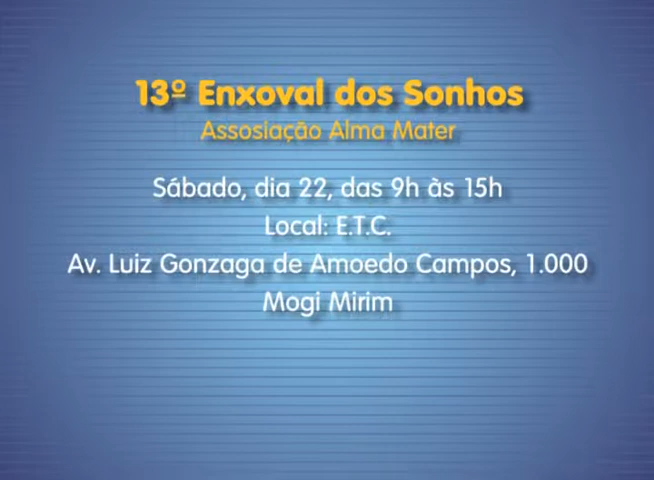 13º Enxoval dos Sonhos
Assosiação Alma Mater
Sábado, dia 22, das 9h às 15h
Local: E.T.C.
Av. Luiz Gonzaga de Amoedo Campos, 1.000
Mogi Mirim